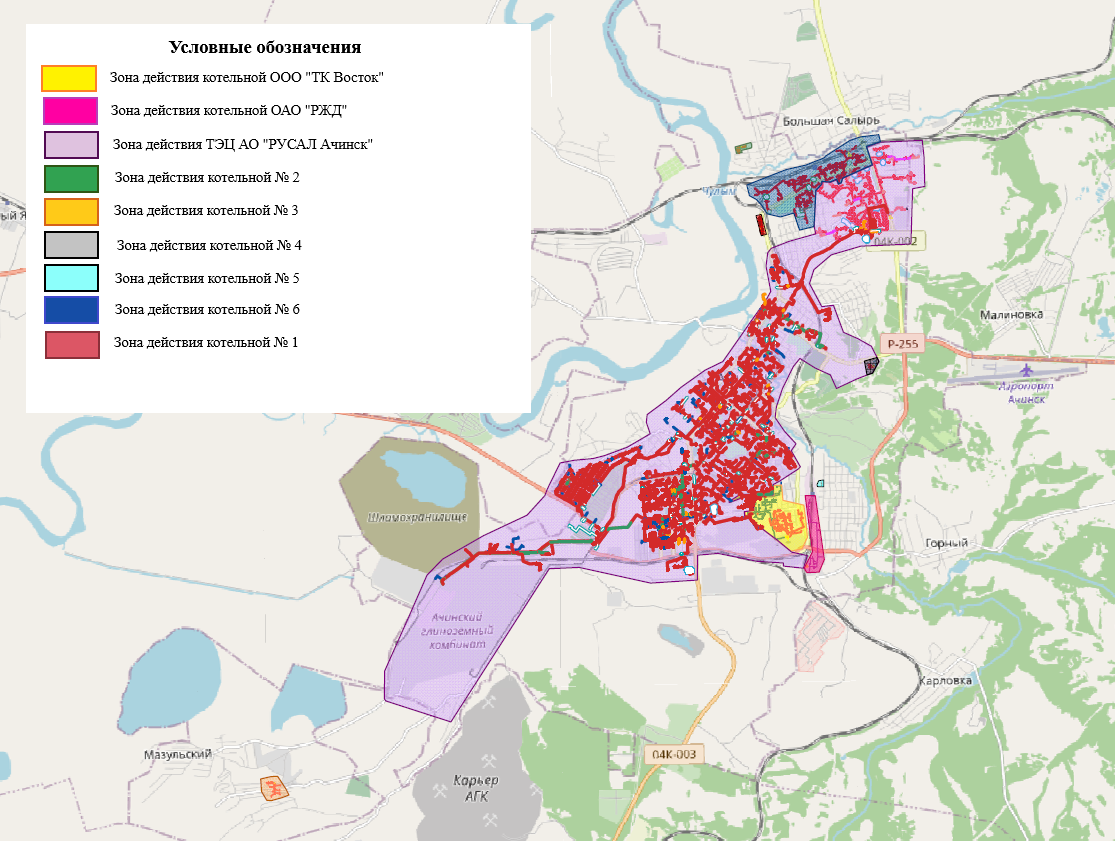 Условные обозначения
Зона действия котельной ООО "ТК Восток"
Зона действия котельной ОАО "РЖД"
Зона действия ТЭЦ АО "РУСАЛ Ачинск"
Зона действия котельной № 2
Зона действия котельной № 3
Зона действия котельной № 4
Зона действия котельной № 5
Зона действия котельной № 6
Зона действия котельной № 1
Большая Салырь
Чулым
ый Я
04К-002
Малиновка
Р-255
Аэропорт
Ачинск
Шламохранилище
Горный
Ачинский
глиноземный
комбинат
Карловка
Мазульский
04К-003
Карьер
АГК